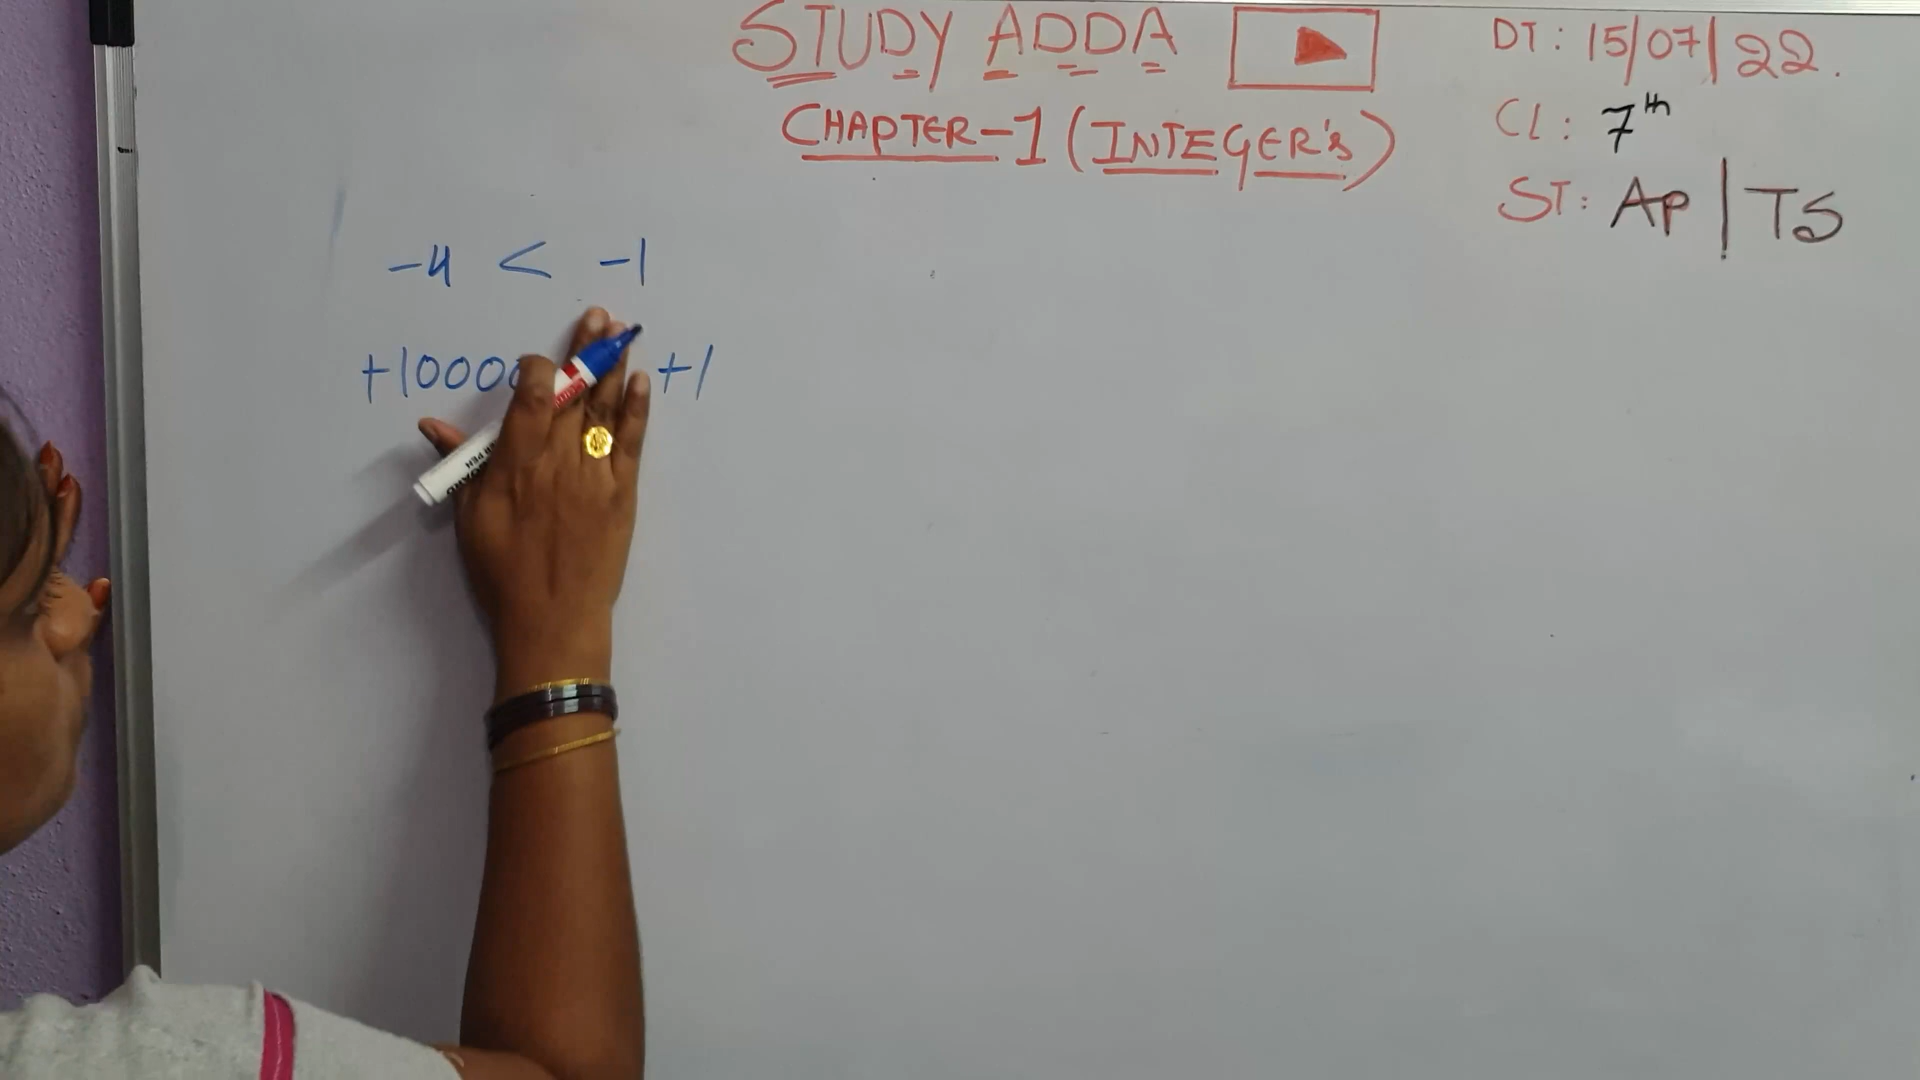 STUDY ADDA
DT: 15/07/22.
CHAPTER-1 (INTEGER's)
Cl: 7th
ST: AP | TS
-4 < -1
+1000 +1